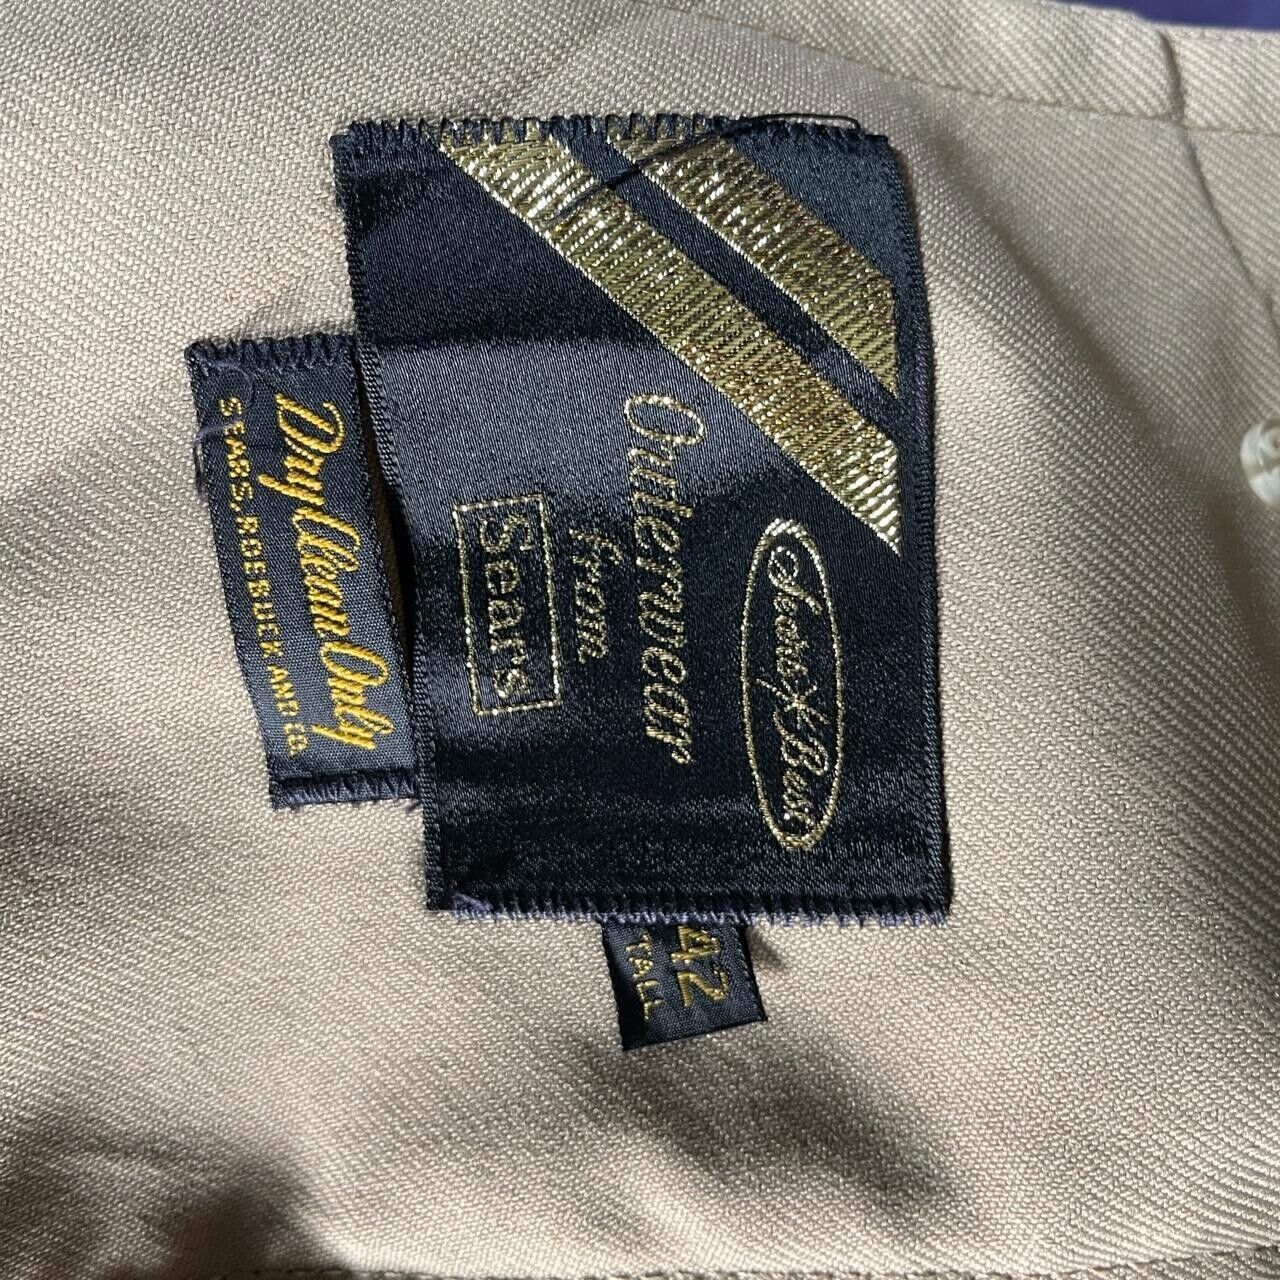 Sears Best
Outerwear
from
Sears
Dry Clean Only
SEARS, ROEBUCK AND CO.
42
TALL